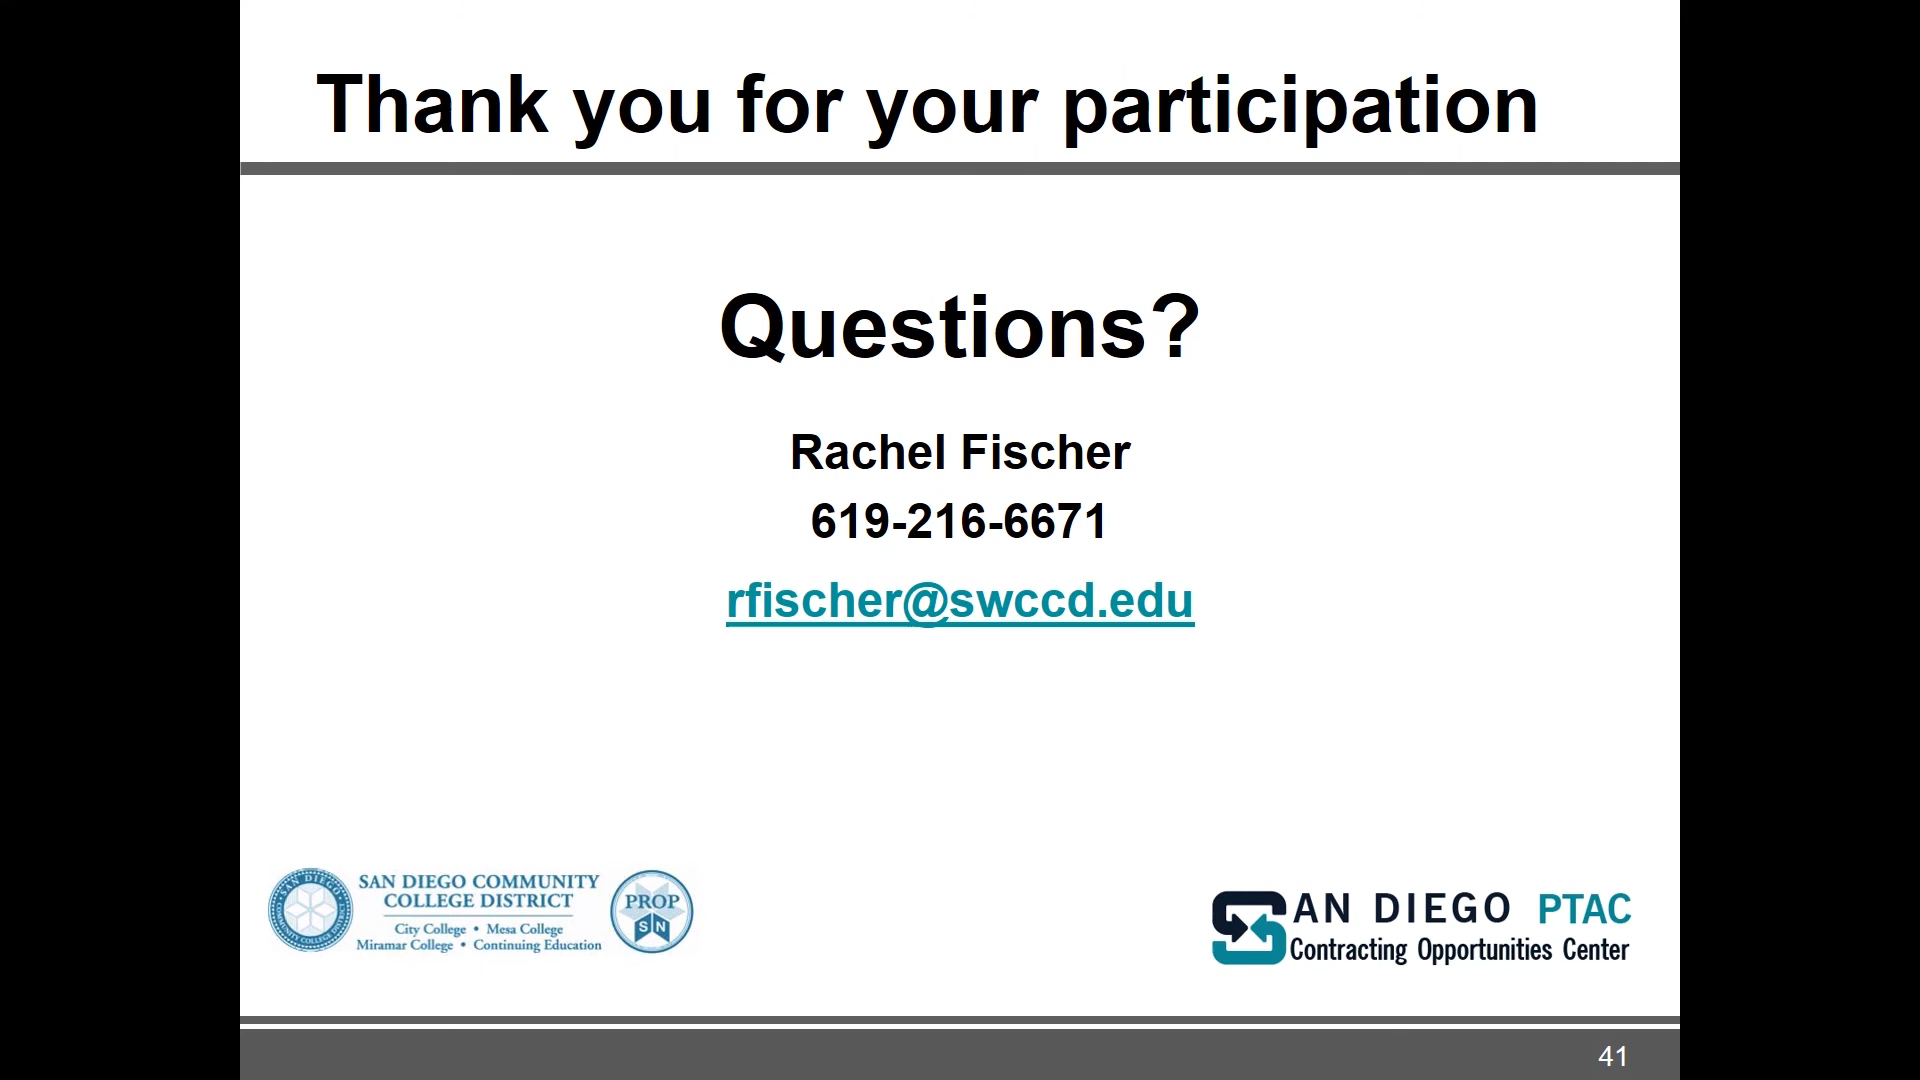 Thank you for your participation
Questions?
Rachel Fischer
619-216-6671
rfischer@swccd.edu
SAN DIEGO COMMUNITY
COLLEGE DISTRICT
City College • Mesa College
Miramar College • Continuing Education
PROP
S N
SAN DIEGO PTAC
Contracting Opportunities Center
41